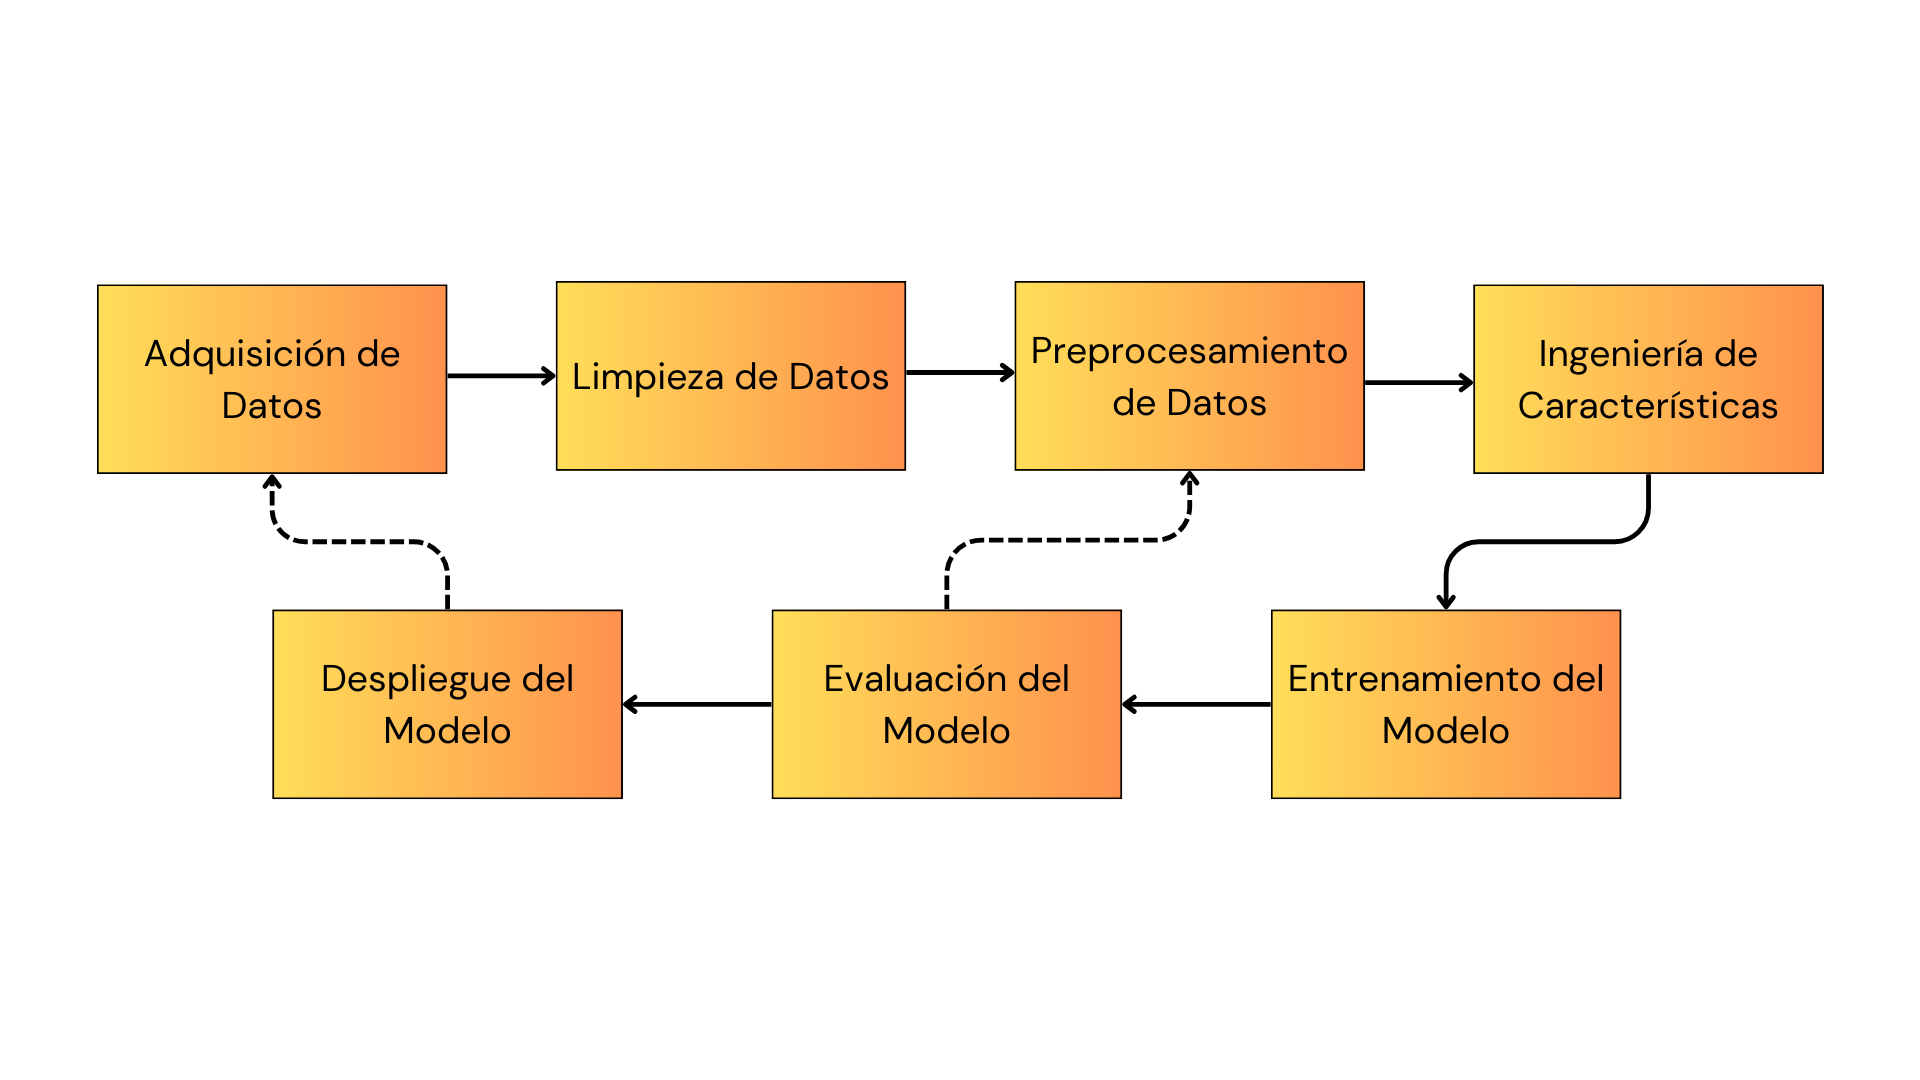 Adquisición de
Datos
Limpieza de Datos
Preprocesamiento
de Datos
Ingeniería de
Características
Despliegue del
Modelo
Evaluación del
Modelo
Entrenamiento del
Modelo